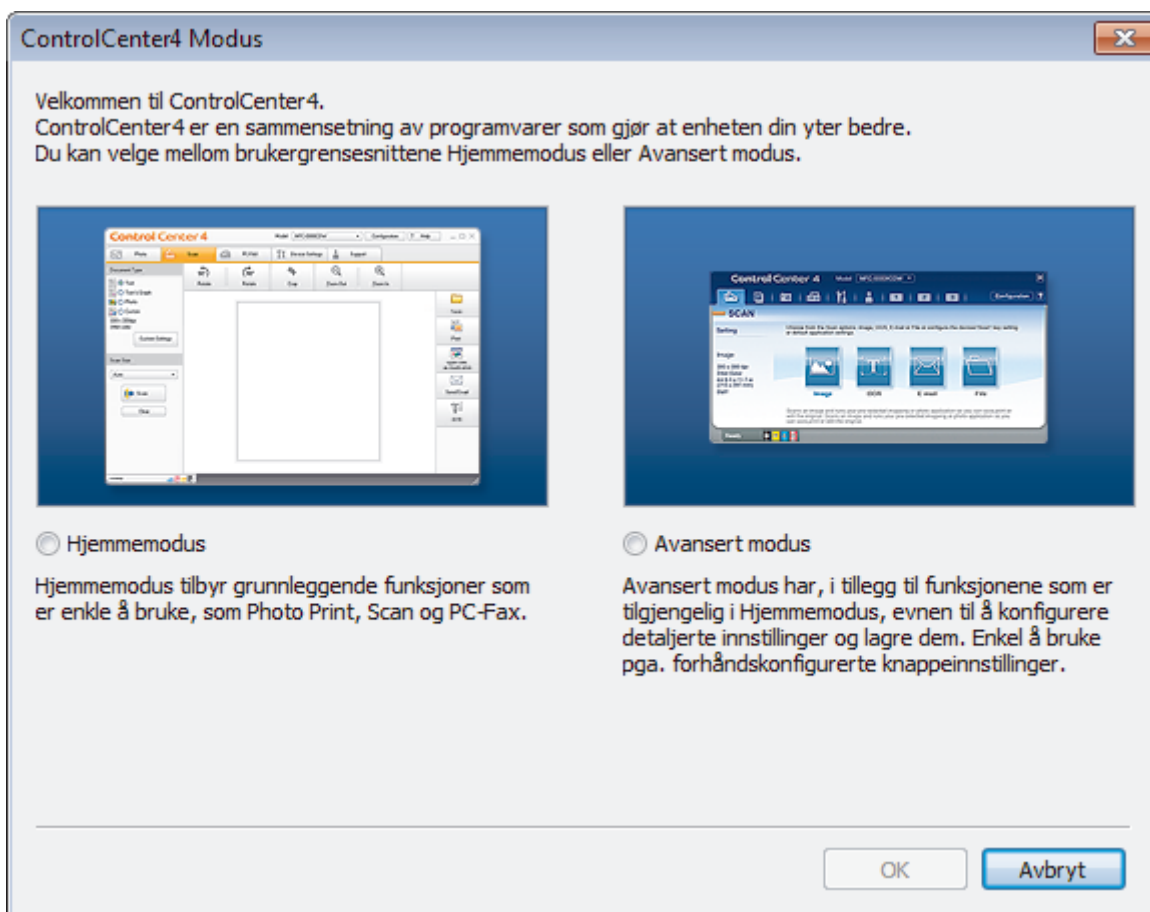 ControlCenter4 Modus
Velkommen til ControlCenter4.
ControlCenter4 er en sammensetning av programvarer som gjør at enheten din yter bedre.
Du kan velge mellom brukergrensesnittene Hjemmemodus eller Avansert modus.
Control Center 4
Control Center 4
SCAN
Image
OCR
E-mail
File
Hjemmemodus
Hjemmemodus tilbyr grunnleggende funksjoner som
er enkle å bruke, som Photo Print, Scan og PC-Fax.
Avansert modus
Avansert modus har, i tillegg til funksjonene som er
tilgjengelig i Hjemmemodus, evnen til å konfigurere
detaljerte innstillinger og lagre dem. Enkel å bruke
pga. forhåndskonfigurerte knappeinnstillinger.
OK
Avbryt